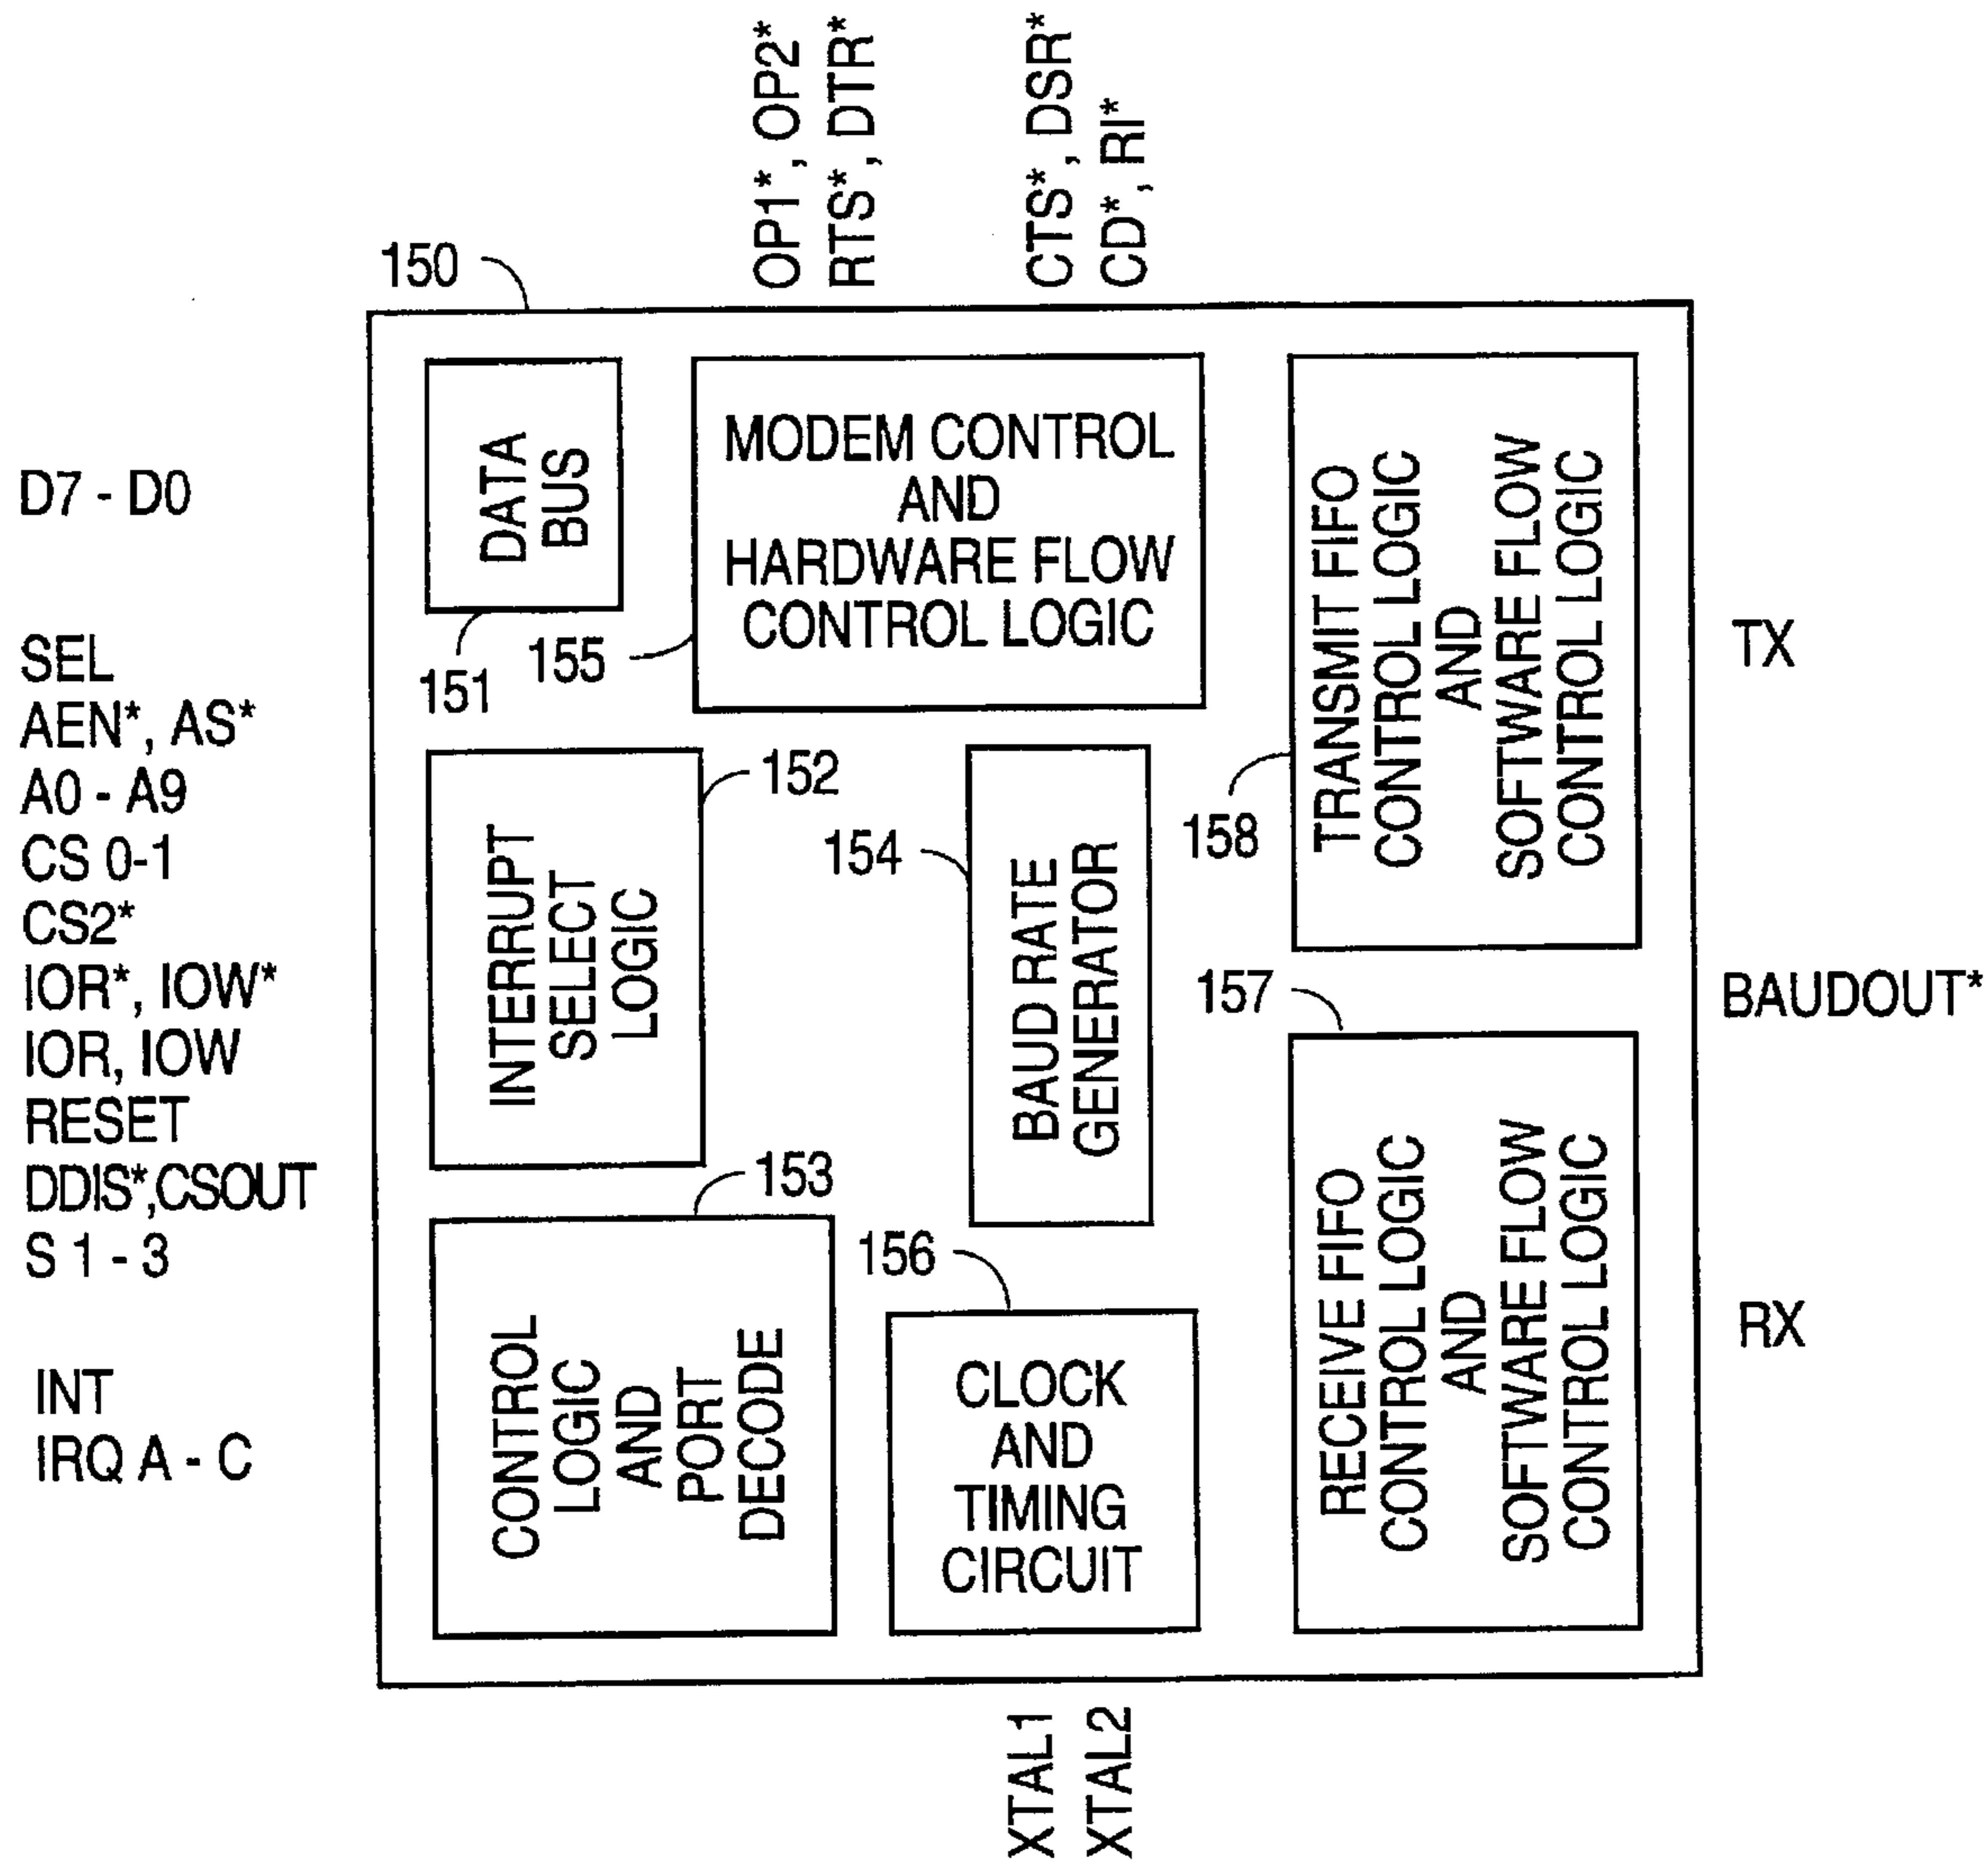 OP1*, OP2*
RTS*, DTR*
CTS*, DSR*
CD*, RI*
150
D7 - D0
SEL
AEN*, AS*
A0 - A9
CS 0-1
CS2*
IOR*, IOW*
IOR, IOW
RESET
DDIS*,CSOUT
S 1 - 3
INT
IRQ A - C
DATA
BUS
151
155
MODEM CONTROL
AND
HARDWARE FLOW
CONTROL LOGIC
TRANSMIT FIFO
CONTROL LOGIC
AND
SOFTWARE FLOW
CONTROL LOGIC
158
TX
INTERRUPT
SELECT
LOGIC
152
154
BAUD RATE
GENERATOR
157
BAUDOUT*
153
CONTROL
LOGIC
AND
PORT
DECODE
156
CLOCK
AND
TIMING
CIRCUIT
RECEIVE FIFO
CONTROL LOGIC
AND
SOFTWARE FLOW
CONTROL LOGIC
RX
XTAL1
XTAL2